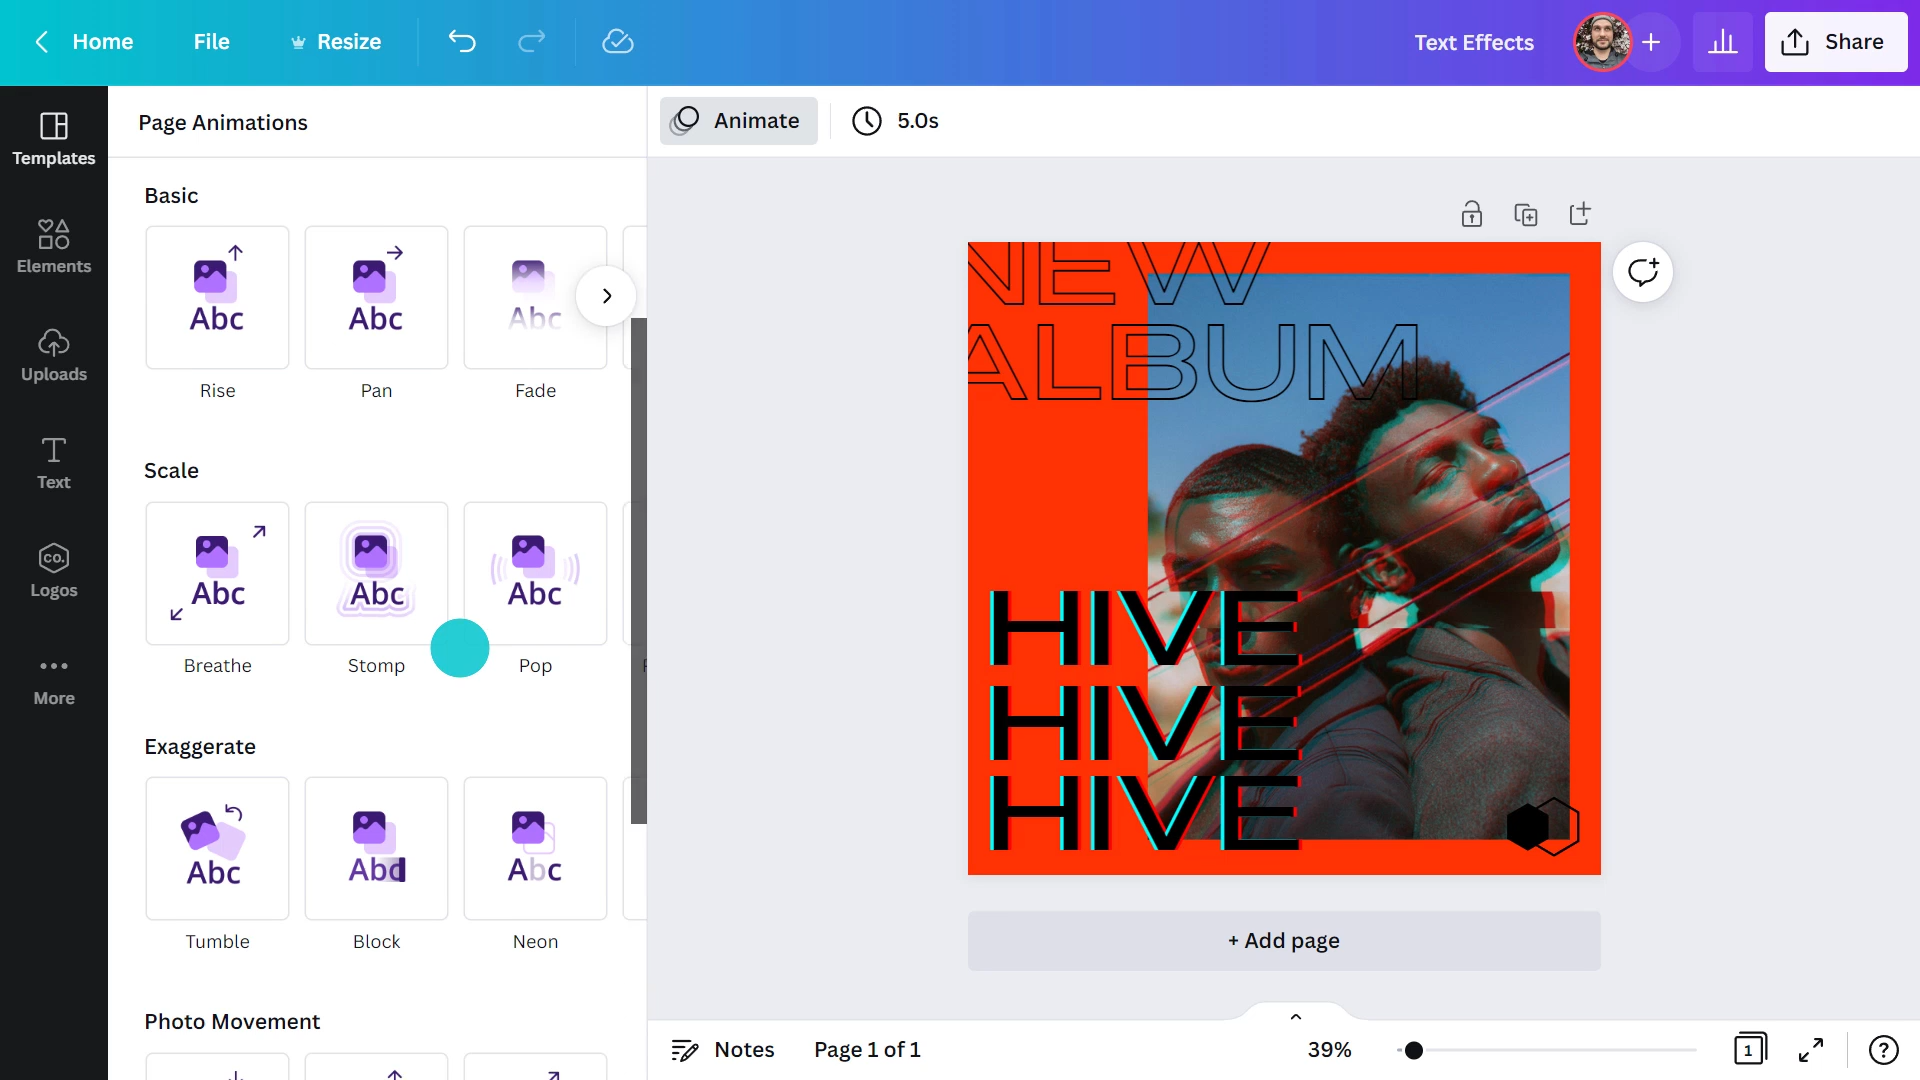 Home
File
Resize
Text Effects
Share
Templates
Elements
Uploads
Text
CO.
Logos
More
Page Animations
Animate
5.0s
Basic
Abc
Abc
Abc
Rise
Pan
Fade
Scale
Abc
Abc
Abc
Breathe
Stomp
Pop
Exaggerate
Abc
Abc
Abc
Tumble
Block
Neon
Photo Movement
NEW
ALBUM
HIVE
HIVE
HIVE
+ Add page
Notes
Page 1 of 1
39%
1
?